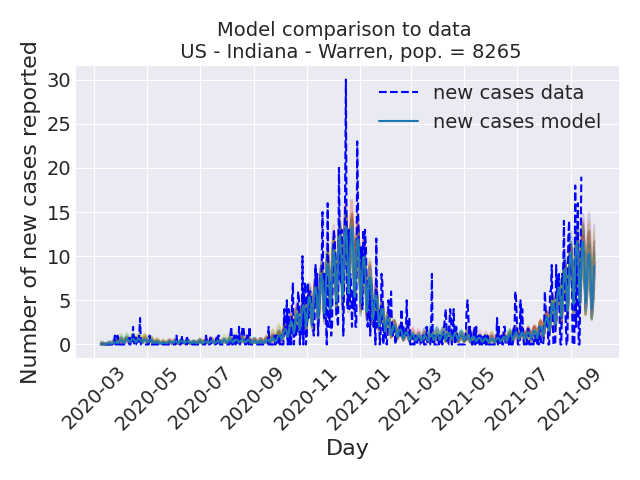 Model comparison to data
US - Indiana - Warren, pop. = 8265
Number of new cases reported
30
25
20
15
10
5
0
new cases data
new cases model
2020-03
2020-05
2020-07
2020-09
2020-11
2021-01
2021-03
2021-05
2021-07
2021-09
Day